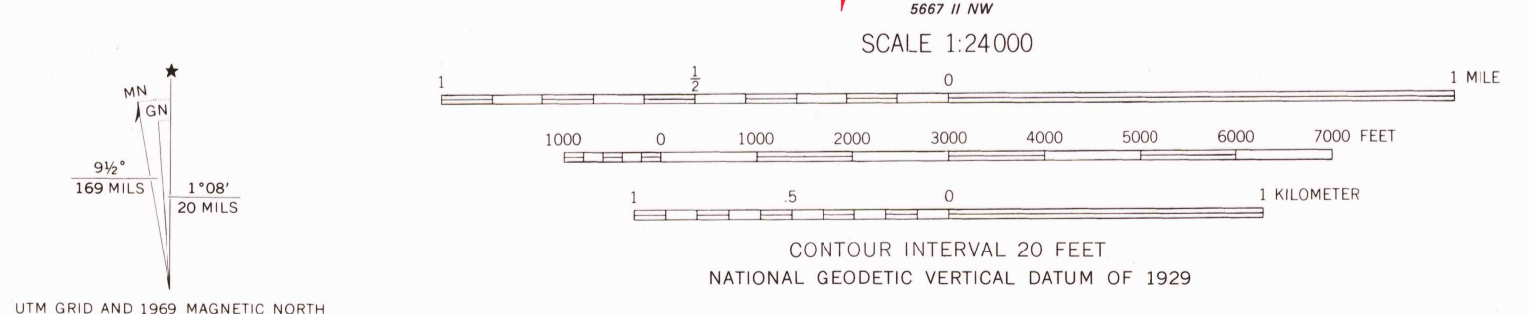 5667 II NW
SCALE 1:24000
1 ½ 0 1 MILE
1000 0 1000 2000 3000 4000 5000 6000 7000 FEET
1 .5 0 1 KILOMETER
CONTOUR INTERVAL 20 FEET
NATIONAL GEODETIC VERTICAL DATUM OF 1929
★
MN
GN
9½°
169 MILS
1°08′
20 MILS
UTM GRID AND 1969 MAGNETIC NORTH